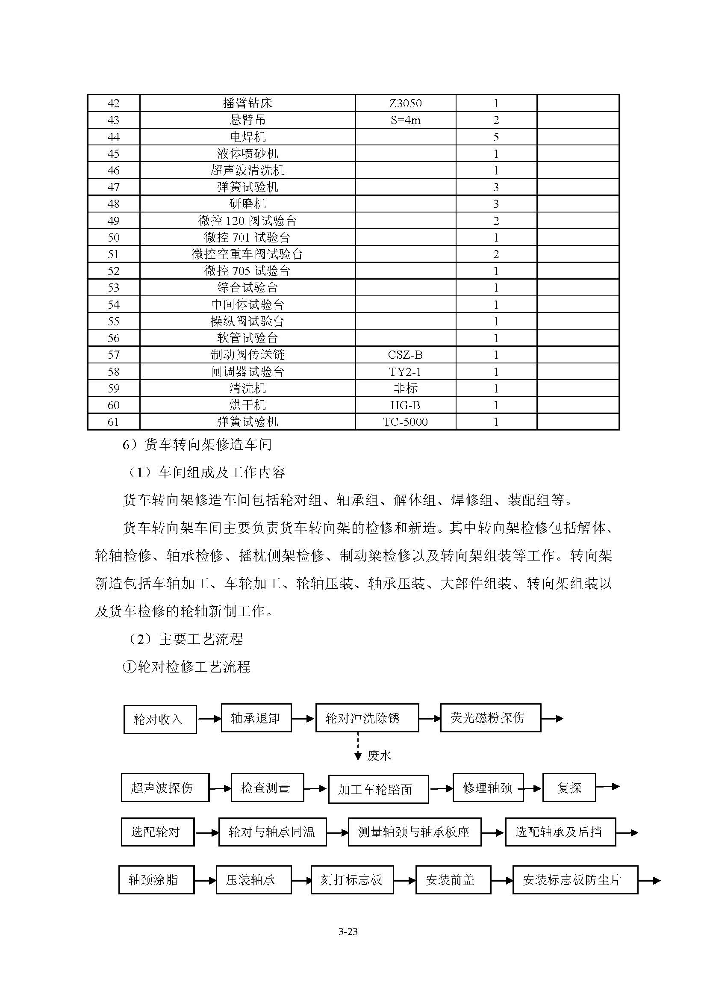 42 摇臂钻床 Z3050 1
43 悬臂吊 S=4m 2
44 电焊机 5
45 液体喷砂机 1
46 超声波清洗机 1
47 弹簧试验机 3
48 研磨机 3
49 微控 120 阀试验台 2
50 微控 701 试验台 1
51 微控空重车阀试验台 2
52 微控 705 试验台 1
53 综合试验台 1
54 中间体试验台 1
55 操纵阀试验台 1
56 软管试验台 1
57 制动阀传送链 CSZ-B 1
58 闸调器试验台 TY2-1 1
59 清洗机 非标 1
60 烘干机 HG-B 1
61 弹簧试验机 TC-5000 1
6）货车转向架修造车间
（1）车间组成及工作内容
货车转向架修造车间包括轮对组、轴承组、解体组、焊修组、装配组等。
货车转向架车间主要负责货车转向架的检修和新造。其中转向架检修包括解体、
轮轴检修、轴承检修、摇枕侧架检修、制动梁检修以及转向架组装等工作。转向架
新造包括车轴加工、车轮加工、轮轴压装、轴承压装、大部件组装、转向架组装以
及货车检修的轮轴新制工作。
（2）主要工艺流程
①轮对检修工艺流程
轮对收入 轴承退卸 轮对冲洗除锈 荧光磁粉探伤
废水
超声波探伤 检查测量 加工车轮踏面 修理轴颈 复探
选配轮对 轮对与轴承同温 测量轴颈与轴承板座 选配轴承及后挡
轴颈涂脂 压装轴承 刻打标志板 安装前盖 安装标志板防尘片
3-23